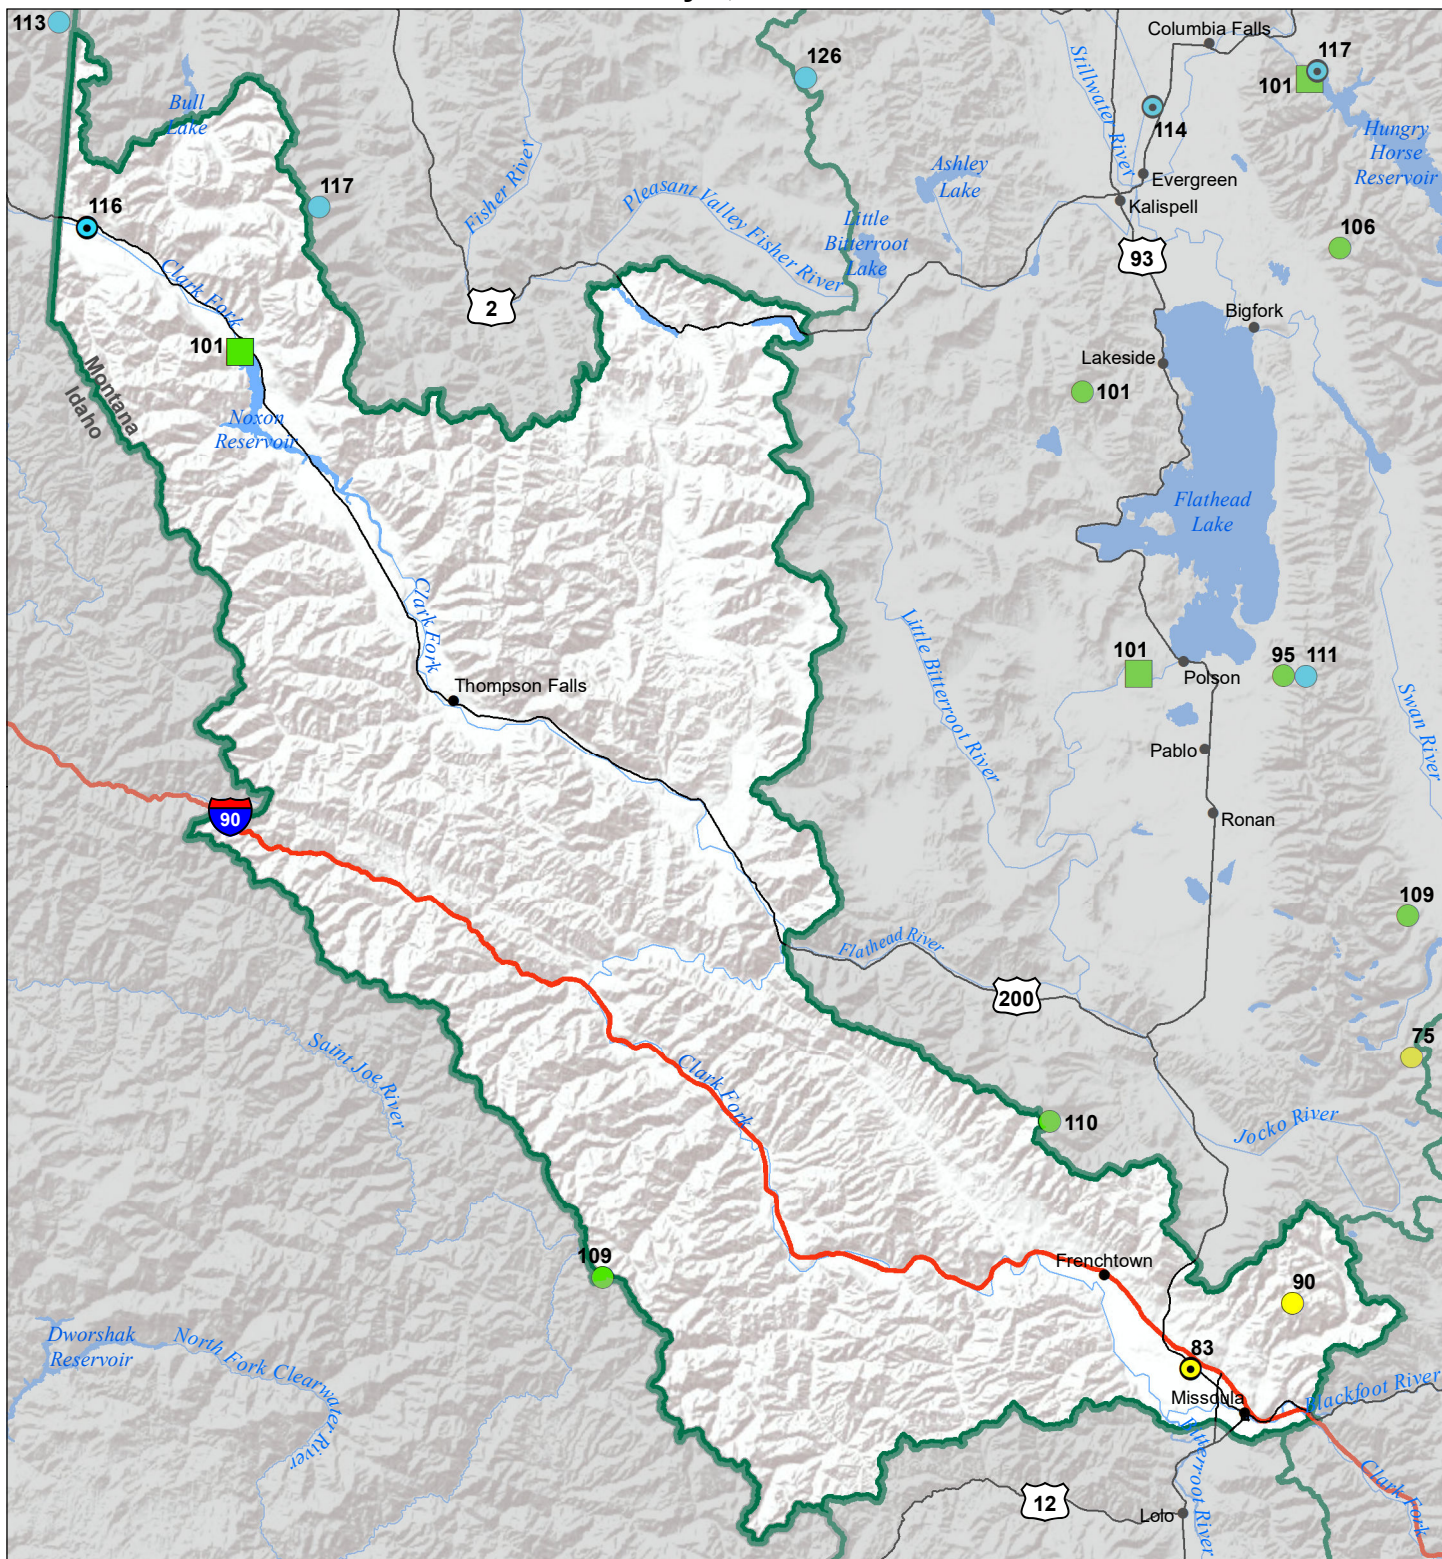 113
126
Columbia Falls
117
101
114
Stillwater River
Hungry
Horse
Reservoir
Bull
Lake
Fisher River
Pleasant Valley Fisher River
Ashley
Lake
Evergreen
Kalispell
117
116
Little
Bitterroot
Lake
93
106
Clark Fork
2
Bigfork
101
Lakeside
101
Montana
Idaho
Noxon
Reservoir
Flathead
Lake
Clark Fork
Little Bitterroot River
101
Polson
95
111
Thompson Falls
Swan River
Pablo
90
Ronan
109
Flathead River
200
Saint Joe River
Clark Fork
75
110
Jocko River
109
Frenchtown
90
83
Dworshak
Reservoir
North Fork Clearwater
River
Missoula
Blackfoot River
Bitterroot River
12
Lolo
Clark Fork